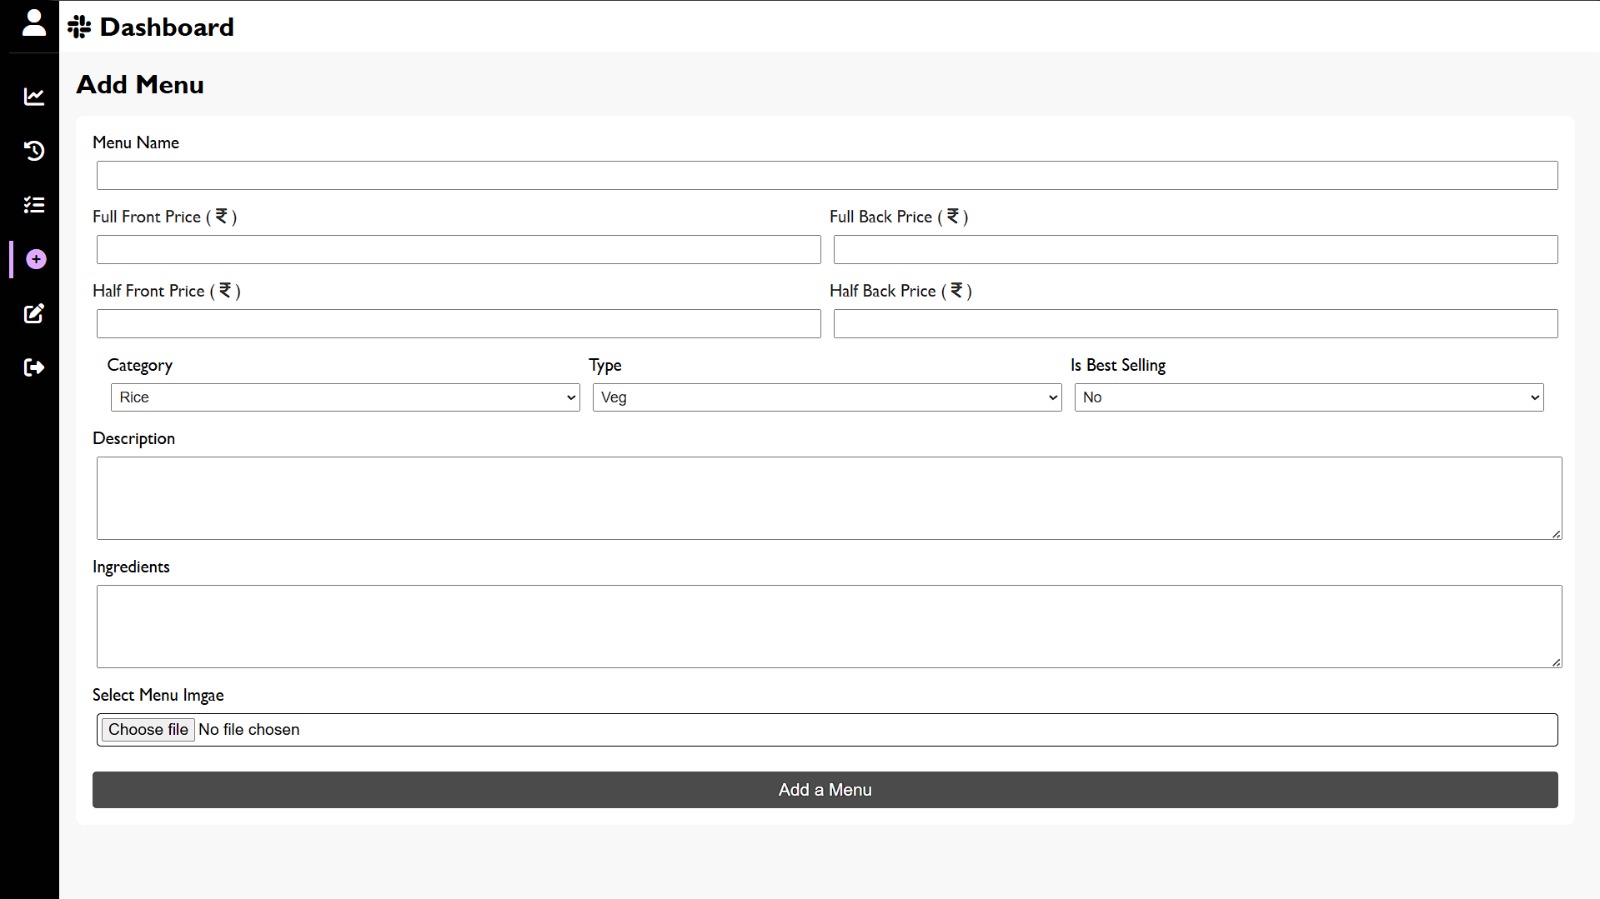 Dashboard
Add Menu
Menu Name
Full Front Price ( ₹ ) Full Back Price ( ₹ )
Half Front Price ( ₹ ) Half Back Price ( ₹ )
Category Type Is Best Selling
Rice Veg No
Description
Ingredients
Select Menu Imgae
Choose file No file chosen
Add a Menu